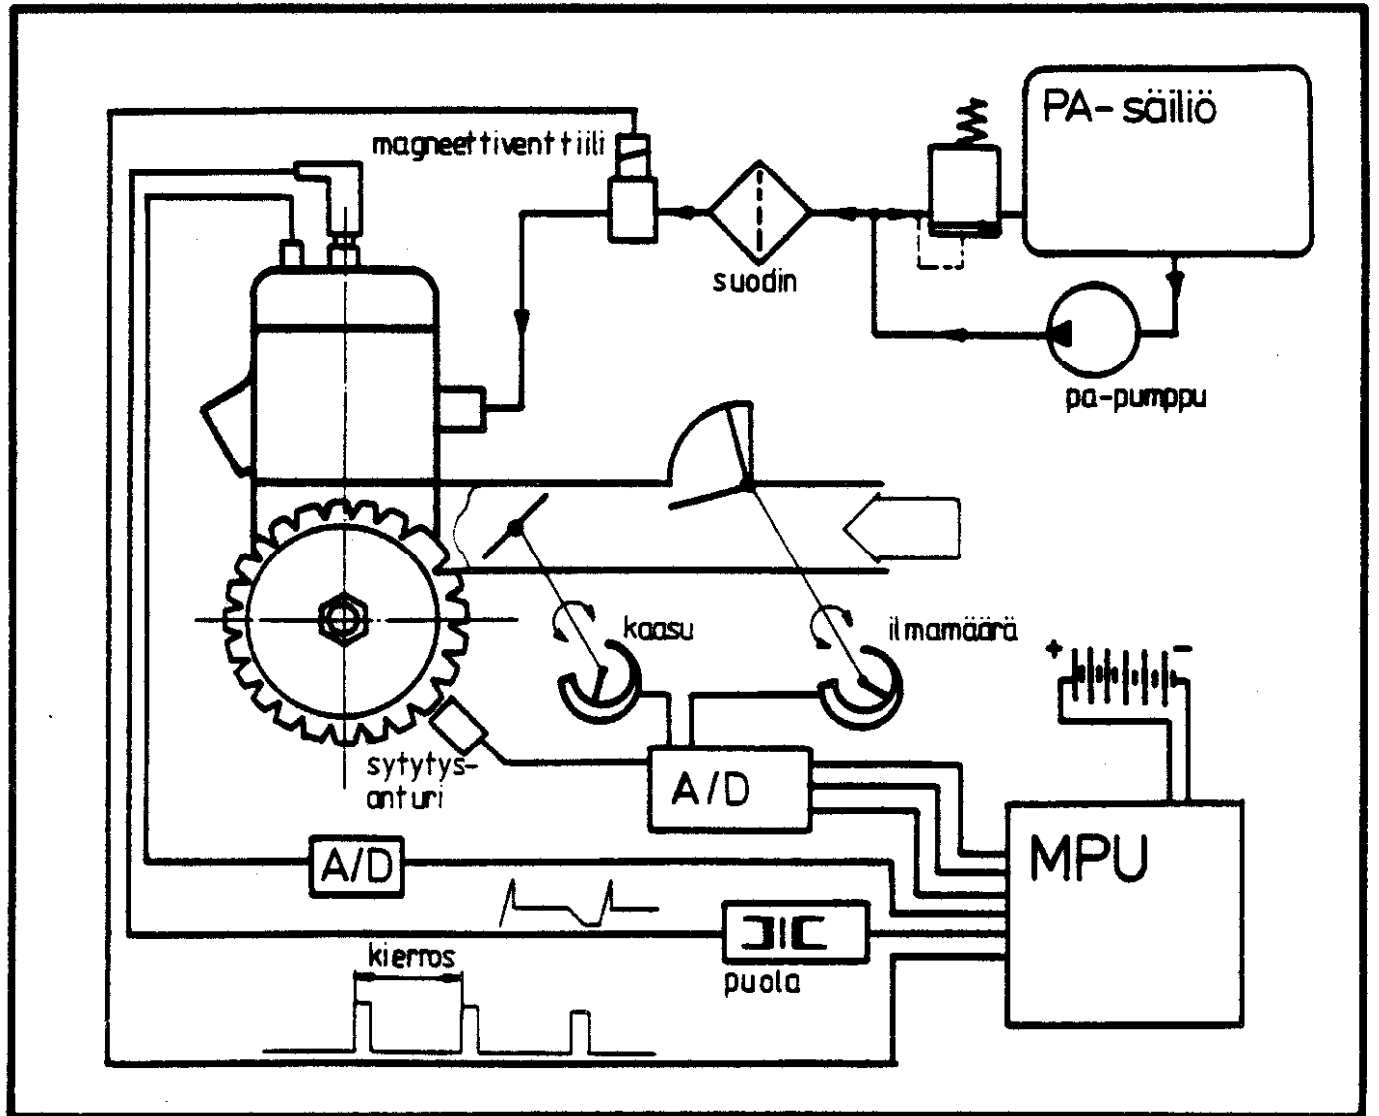 PA-säiliö
magneettiventtiili
suodin
pa-pumppu
kaasu
ilmamäärä
+ -
sytytys-
anturi
A/D
MPU
A/D
kierros
puola